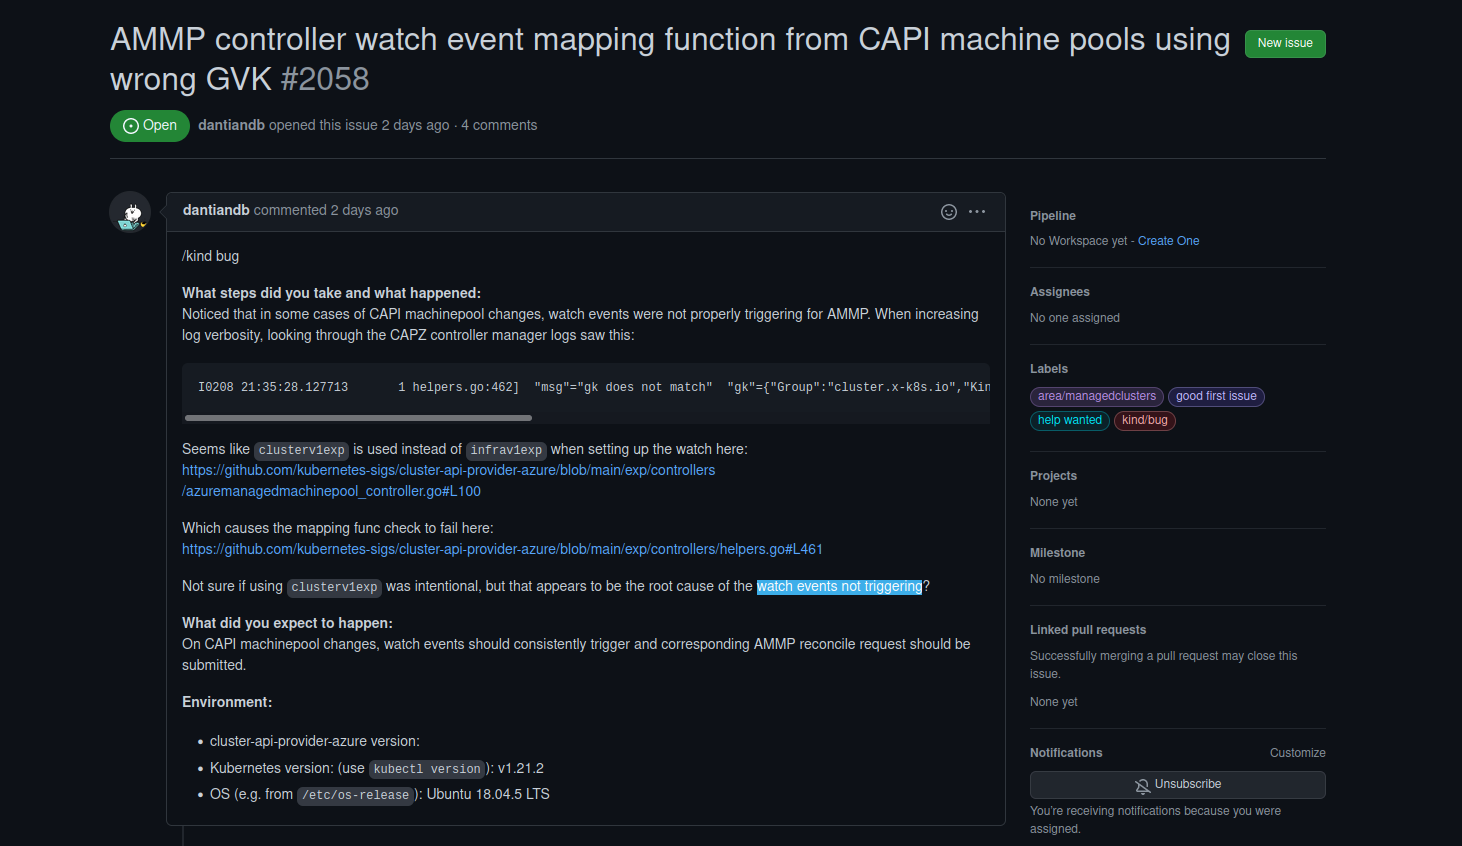 AMMP controller watch event mapping function from CAPI machine pools using
wrong GVK #2058
New issue
Open
dantiandb opened this issue 2 days ago · 4 comments
dantiandb commented 2 days ago
/kind bug
What steps did you take and what happened:
Noticed that in some cases of CAPI machinepool changes, watch events were not properly triggering for AMMP. When increasing
log verbosity, looking through the CAPZ controller manager logs saw this:
I0208 21:35:28.127713       1 helpers.go:462]  "msg"="gk does not match"  "gk"={"Group":"cluster.x-k8s.io","Kin
Seems like clusterv1exp is used instead of infrav1exp when setting up the watch here:
https://github.com/kubernetes-sigs/cluster-api-provider-azure/blob/main/exp/controllers
/azuremanagedmachinepool_controller.go#L100
Which causes the mapping func check to fail here:
https://github.com/kubernetes-sigs/cluster-api-provider-azure/blob/main/exp/controllers/helpers.go#L461
Not sure if using clusterv1exp was intentional, but that appears to be the root cause of the watch events not triggering?
What did you expect to happen:
On CAPI machinepool changes, watch events should consistently trigger and corresponding AMMP reconcile request should be
submitted.
Environment:
• cluster-api-provider-azure version:
• Kubernetes version: (use kubectl version): v1.21.2
• OS (e.g. from /etc/os-release): Ubuntu 18.04.5 LTS
Pipeline
No Workspace yet - Create One
Assignees
No one assigned
Labels
area/managedclusters good first issue
help wanted kind/bug
Projects
None yet
Milestone
No milestone
Linked pull requests
Successfully merging a pull request may close this
issue.
None yet
Notifications Customize
Unsubscribe
You're receiving notifications because you were
assigned.